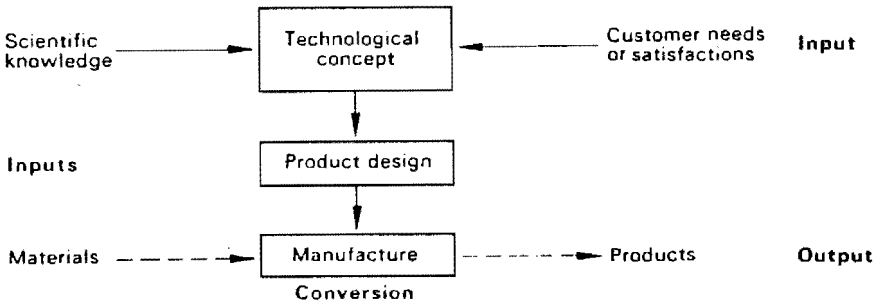 Scientific
knowledge
Technological
concept
Customer needs
or satisfactions
Input
Inputs
Product design
Materials
Manufacture
Products
Output
Conversion